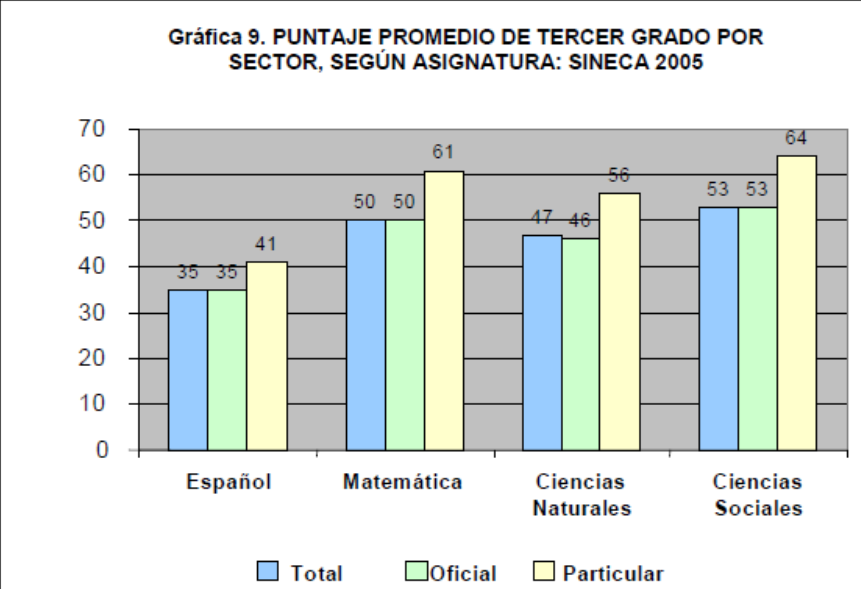 Gráfica 9. PUNTAJE PROMEDIO DE TERCER GRADO POR
SECTOR, SEGÚN ASIGNATURA: SINECA 2005
70
60
50
40
30
20
10
0
35 35 41
50 50 61
47 46 56
53 53 64
Español
Matemática
Ciencias
Naturales
Ciencias
Sociales
Total Oficial Particular